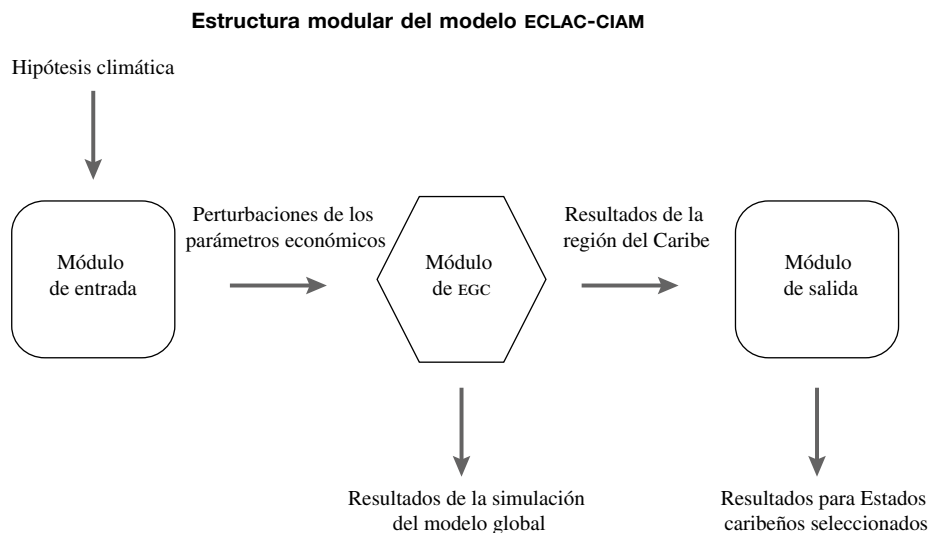 Estructura modular del modelo ECLAC-CIAM
Hipótesis climática
Módulo
de entrada
Perturbaciones de los
parámetros económicos
Módulo
de EGC
Resultados de la
región del Caribe
Módulo
de salida
Resultados de la simulación
del modelo global
Resultados para Estados
caribeños seleccionados